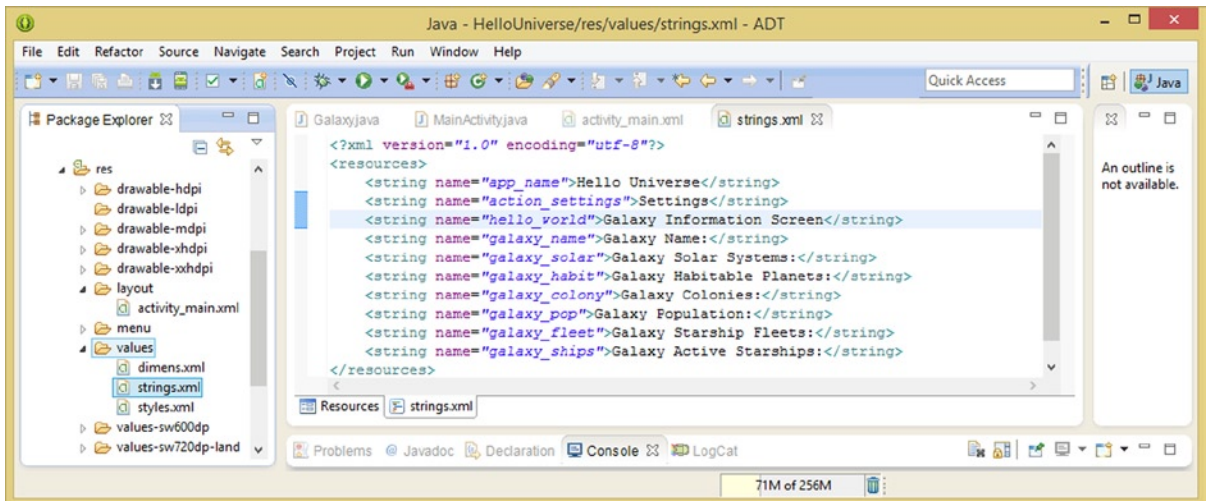 Java - HelloUniverse/res/values/strings.xml - ADT
File Edit Refactor Source Navigate Search Project Run Window Help
Quick Access
Java
Package Explorer
res
drawable-hdpi
drawable-ldpi
drawable-mdpi
drawable-xhdpi
drawable-xxhdpi
layout
activity_main.xml
menu
values
dimens.xml
strings.xml
styles.xml
values-sw600dp
values-sw720dp-land
Galaxy.java MainActivity.java activity_main.xml strings.xml
<?xml version="1.0" encoding="utf-8"?>
<resources>
<string name="app_name">Hello Universe</string>
<string name="action_settings">Settings</string>
<string name="hello_world">Galaxy Information Screen</string>
<string name="galaxy_name">Galaxy Name:</string>
<string name="galaxy_solar">Galaxy Solar Systems:</string>
<string name="galaxy_habit">Galaxy Habitable Planets:</string>
<string name="galaxy_colony">Galaxy Colonies:</string>
<string name="galaxy_pop">Galaxy Population:</string>
<string name="galaxy_fleet">Galaxy Starship Fleets:</string>
<string name="galaxy_ships">Galaxy Active Starships:</string>
</resources>
Resources strings.xml
An outline is
not available.
Problems @ Javadoc Declaration Console LogCat
71M of 256M